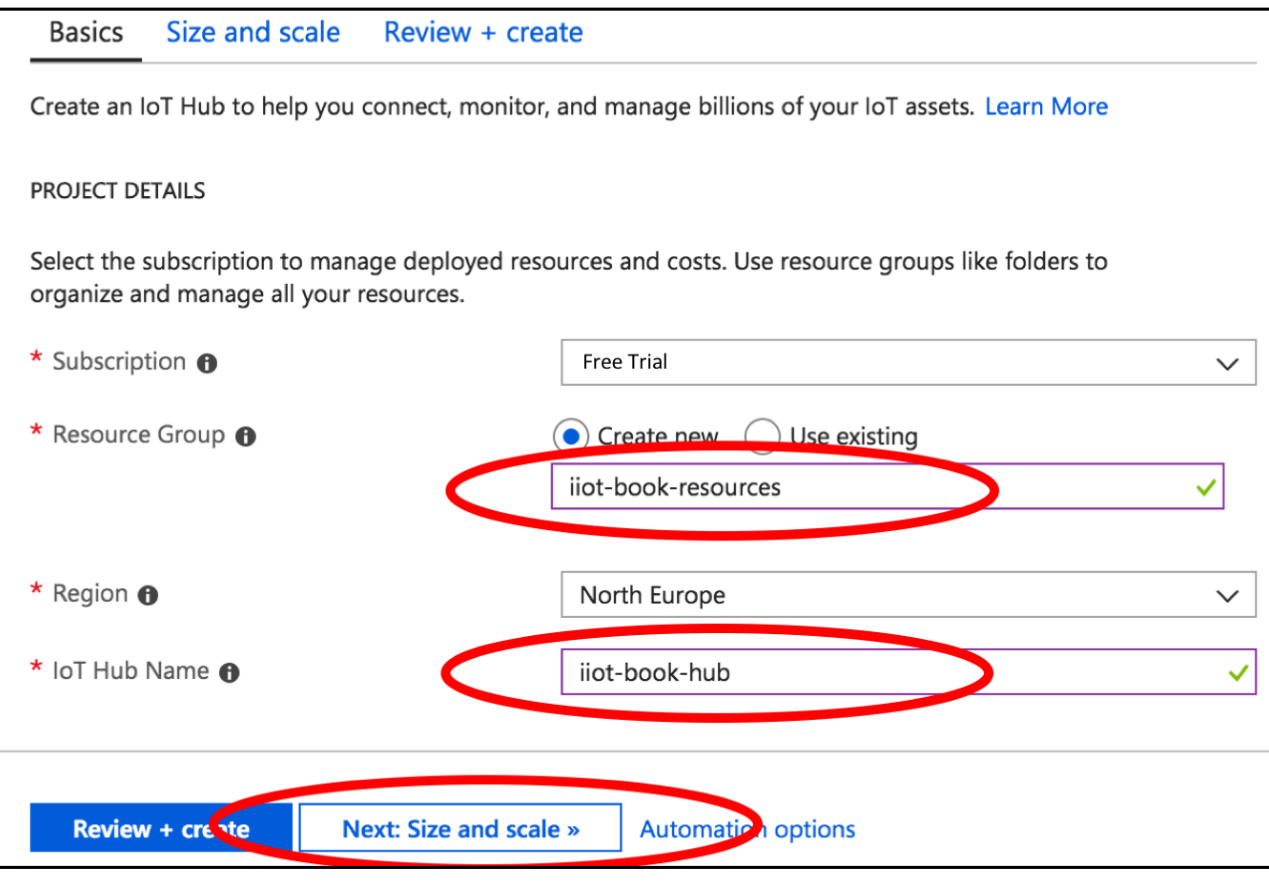 Basics Size and scale Review + create
Create an IoT Hub to help you connect, monitor, and manage billions of your IoT assets. Learn More
PROJECT DETAILS
Select the subscription to manage deployed resources and costs. Use resource groups like folders to
organize and manage all your resources.
* Subscription Free Trial
* Resource Group Create new Use existing
iiot-book-resources
* Region North Europe
* IoT Hub Name iiot-book-hub
Review + create Next: Size and scale » Automation options